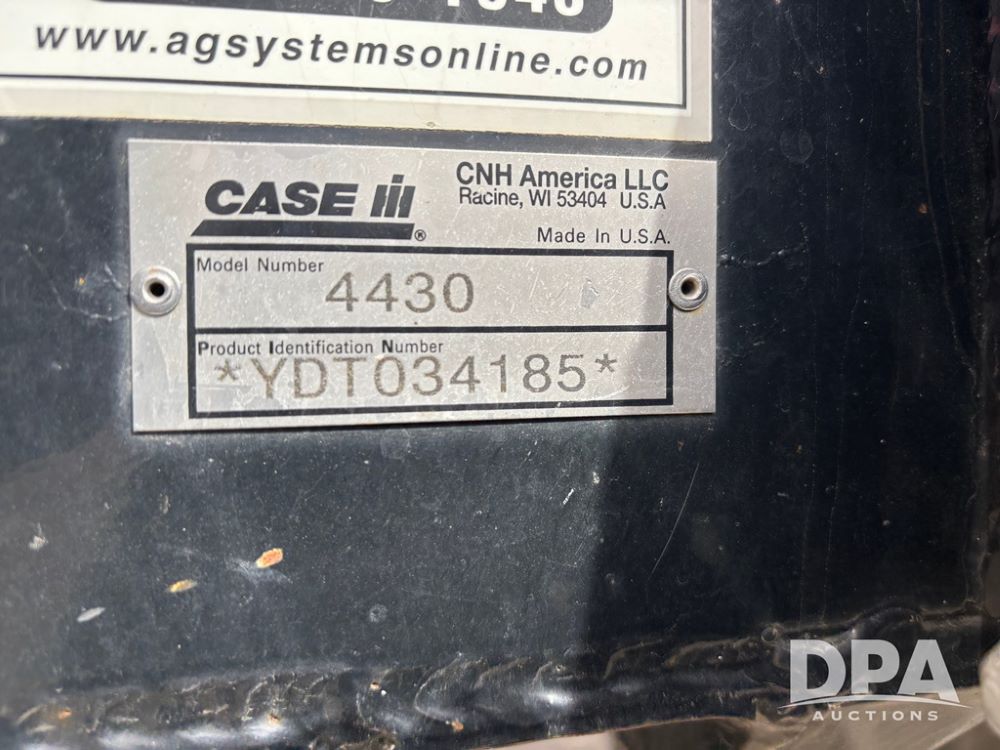 www.agsystemsonline.com
CASE IH®
CNH America LLC
Racine, WI 53404 U.S.A
Made In U.S.A.
Model Number
4430
Product Identification Number
*YDT034185*
DPA
AUCTIONS